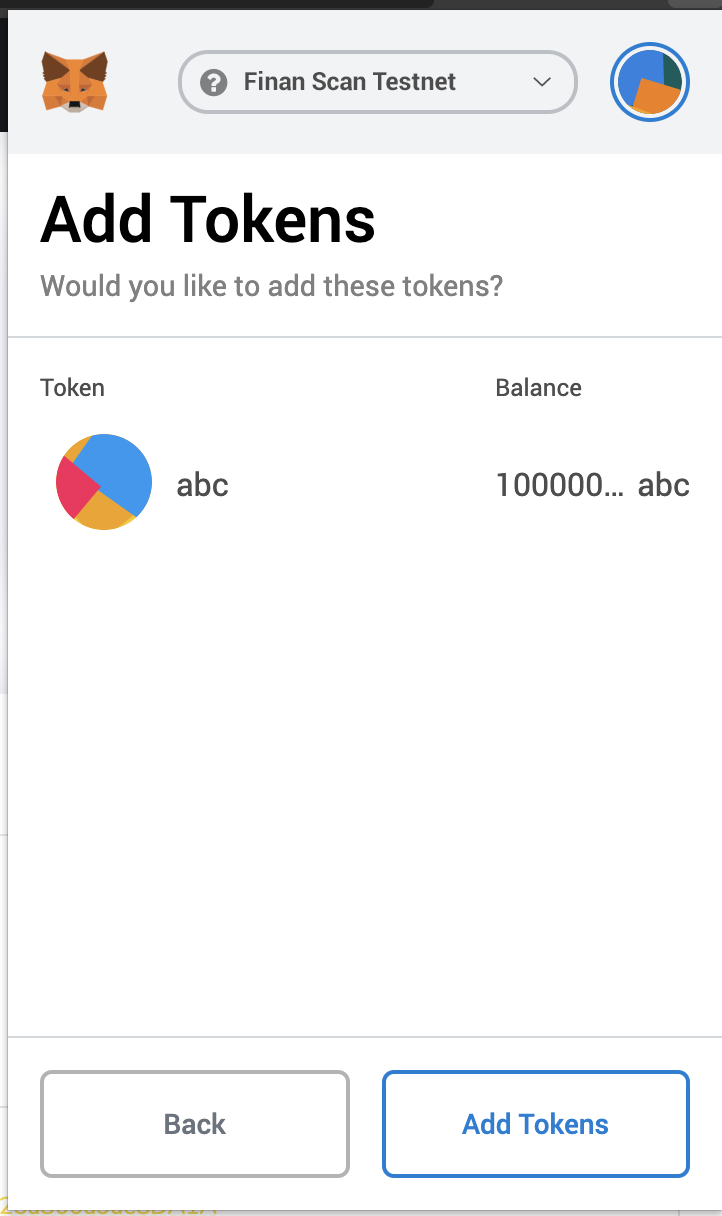 Finan Scan Testnet
Add Tokens
Would you like to add these tokens?
Token Balance
abc 100000... abc
Back Add Tokens